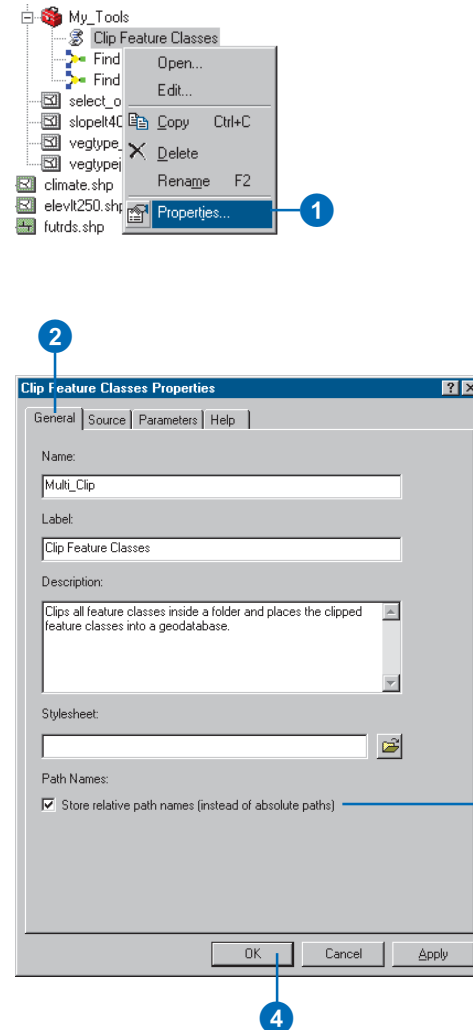 My_Tools
Clip Feature Classes
Find
Find
select_o
slopelt40
vegtype_
vegtypej
climate.shp
elevlt250.shp
futrds.shp
Open...
Edit...
Copy Ctrl+C
Delete
Rename F2
Properties...
1
2
Clip Feature Classes Properties
General Source Parameters Help
Name:
Multi_Clip
Label:
Clip Feature Classes
Description:
Clips all feature classes inside a folder and places the clipped
feature classes into a geodatabase.
Stylesheet:
Path Names:
Store relative path names (instead of absolute paths)
OK Cancel Apply
4